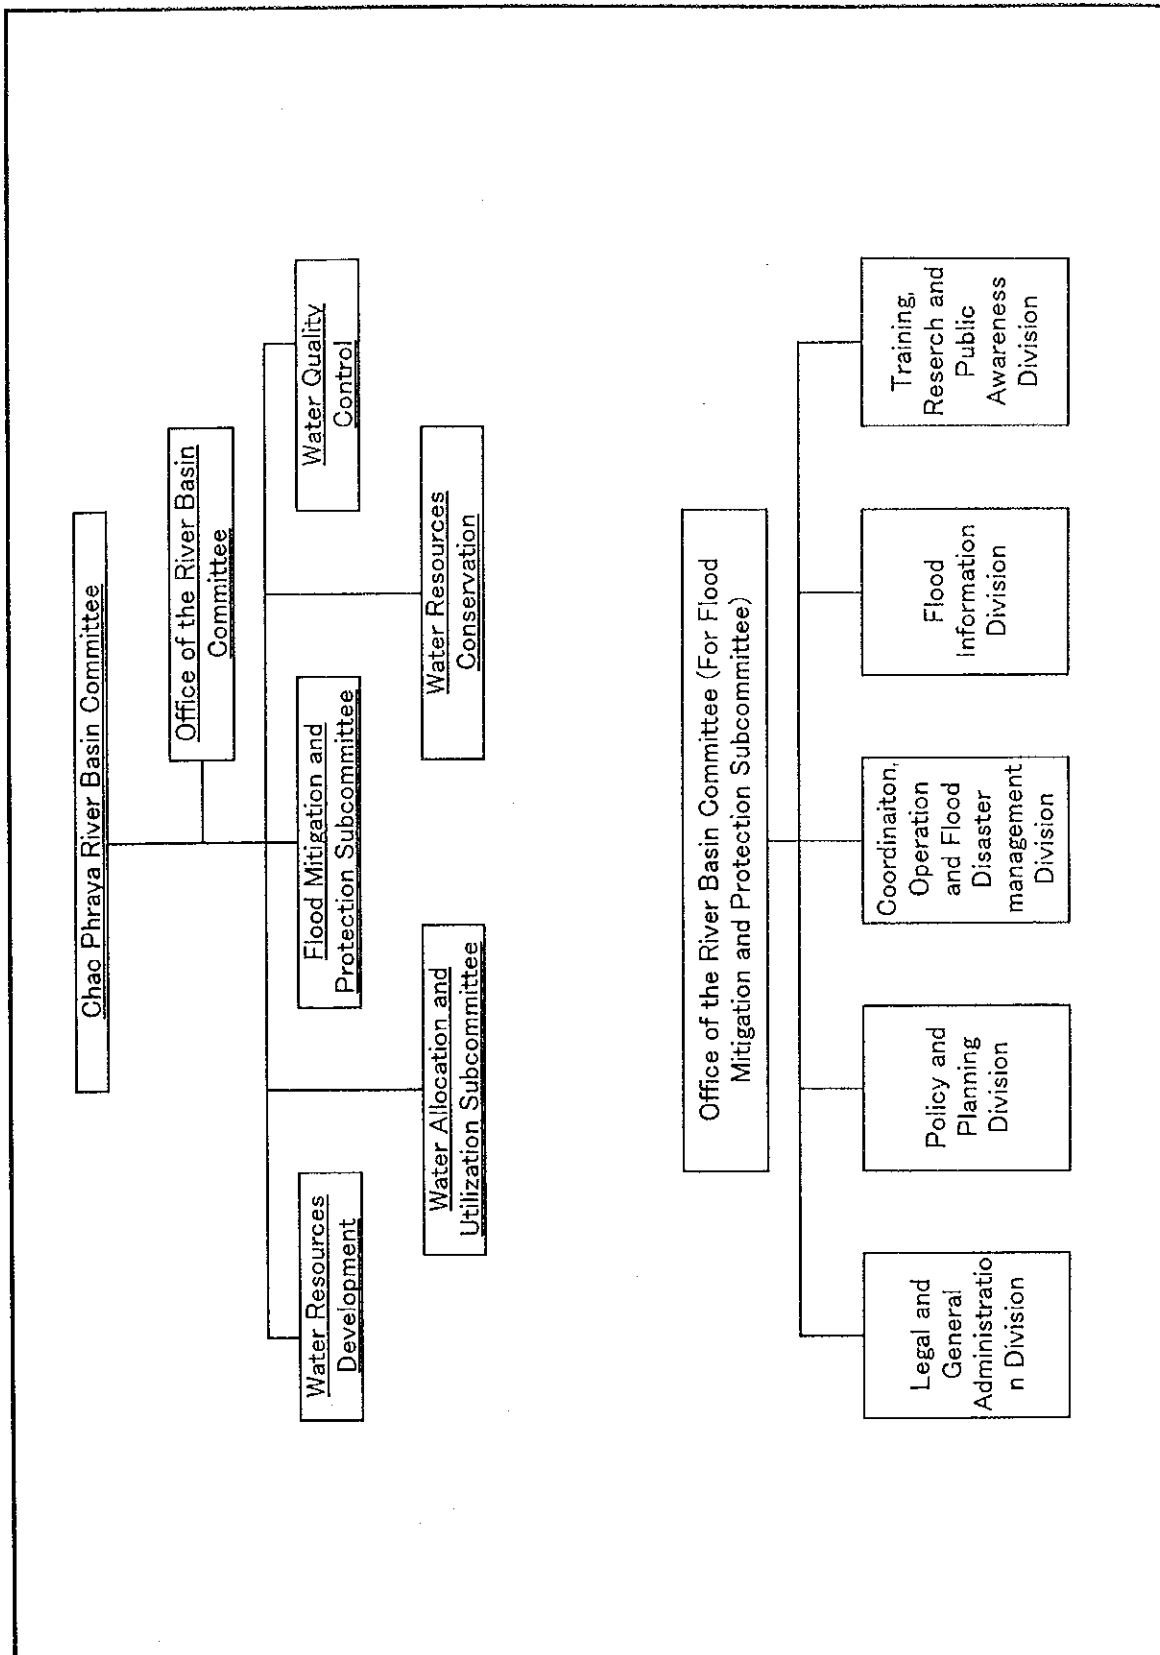 Chao Phraya River Basin Committee
Office of the River Basin
Committee
Water Resources
Development
Flood Mitigation and
Protection Subcommittee
Water Quality
Control
Water Allocation and
Utilization Subcommittee
Water Resources
Conservation
Office of the River Basin Committee (For Flood
Mitigation and Protection Subcommittee)
Legal and
General
Administratio
n Division
Policy and
Planning
Division
Coordinaiton,
Operation
and Flood
Disaster
management
Division
Flood
Information
Division
Training,
Reserch and
Public
Awareness
Division